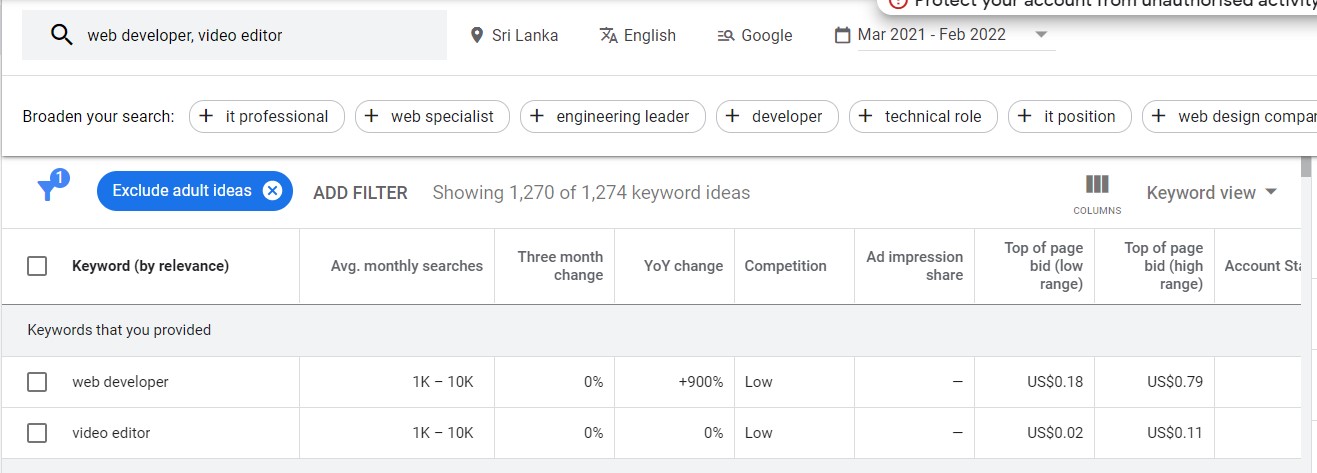 Protect your account from unauthorised activity
web developer, video editor Sri Lanka English Google Mar 2021 - Feb 2022
Broaden your search: + it professional + web specialist + engineering leader + developer + technical role + it position + web design compar
1 Exclude adult ideas ADD FILTER Showing 1,270 of 1,274 keyword ideas COLUMNS Keyword view
Keyword (by relevance)
Avg. monthly searches
Three month
change
YoY change
Competition
Ad impression
share
Top of page
bid (low
range)
Top of page
bid (high
range)
Account Sta
Keywords that you provided
web developer 1K – 10K 0% +900% Low – US$0.18 US$0.79
video editor 1K – 10K 0% 0% Low – US$0.02 US$0.11